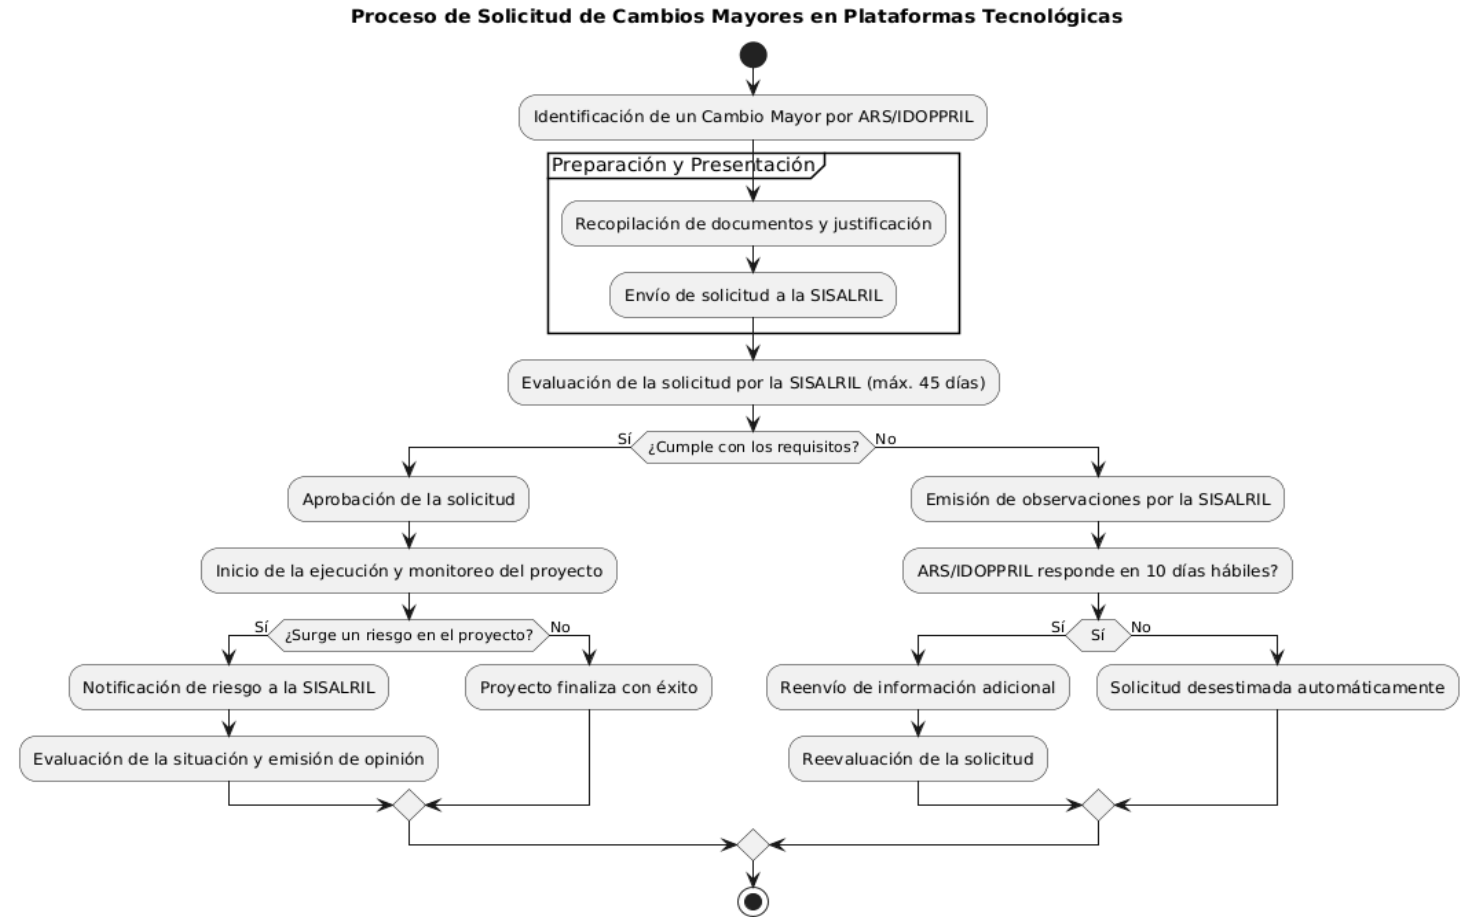 Proceso de Solicitud de Cambios Mayores en Plataformas Tecnológicas
Identificación de un Cambio Mayor por ARS/IDOPPRIL
Preparación y Presentación
Recopilación de documentos y justificación
Envío de solicitud a la SISALRIL
Evaluación de la solicitud por la SISALRIL (máx. 45 días)
Sí
¿Cumple con los requisitos?
No
Aprobación de la solicitud
Inicio de la ejecución y monitoreo del proyecto
Sí
¿Surge un riesgo en el proyecto?
No
Notificación de riesgo a la SISALRIL
Evaluación de la situación y emisión de opinión
Proyecto finaliza con éxito
Emisión de observaciones por la SISALRIL
ARS/IDOPPRIL responde en 10 días hábiles?
Sí
Sí
No
Reenvío de información adicional
Reevaluación de la solicitud
Solicitud desestimada automáticamente